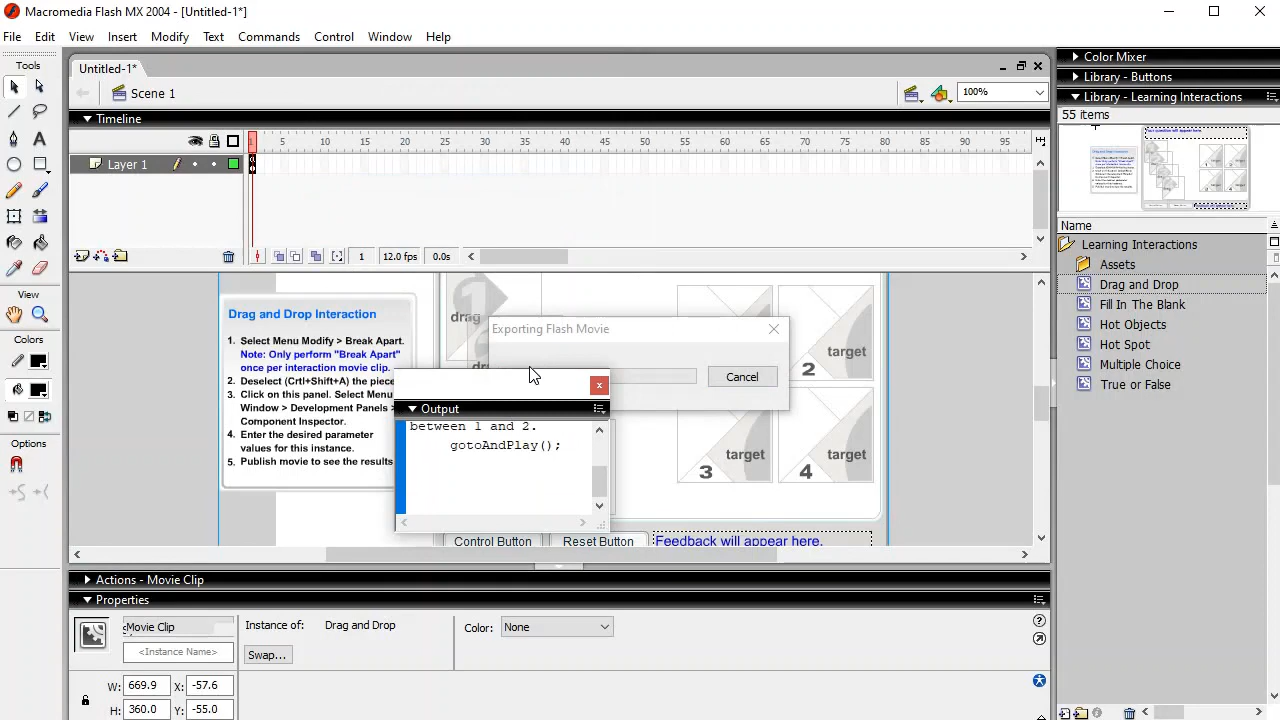 Macromedia Flash MX 2004 - [Untitled-1*]
File Edit View Insert Modify Text Commands Control Window Help
Tools
View
Colors
Options
Untitled-1*
Scene 1
100%
Timeline
1 5 10 15 20 25 30 35 40 45 50 55 60 65 70 75 80 85 90 95
Layer 1
1 12.0 fps 0.0s
Drag and Drop Interaction
1. Select Menu Modify > Break Apart.
Note: Only perform "Break Apart"
once per interaction movie clip.
2. Deselect (Crtl+Shift+A) the piece
3. Click on this panel. Select Menu
Window > Development Panels >
Component Inspector.
4. Enter the desired parameter
values for this instance.
5. Publish movie to see the results
1
drag
target
2
target
3
target
4
target
Exporting Flash Movie
Cancel
Output
between 1 and 2.
gotoAndPlay();
Control Button
Reset Button
Feedback will appear here.
Actions - Movie Clip
Properties
Movie Clip
<Instance Name>
Instance of: Drag and Drop
Swap...
Color: None
W: 669.9 X: -57.6
H: 360.0 Y: -55.0
Color Mixer
Library - Buttons
Library - Learning Interactions
55 items
Name
Learning Interactions
Assets
Drag and Drop
Fill In The Blank
Hot Objects
Hot Spot
Multiple Choice
True or False